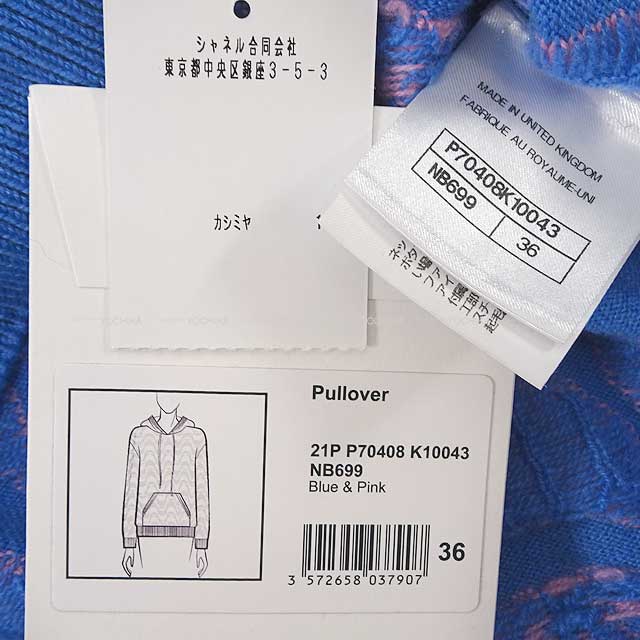 シャネル合同会社
東京都中央区銀座3-5-3
カシミヤ
MADE IN UNITED KINGDOM
FABRIQUE AU ROYAUME-UNI
P70408K10043
NB699
36
Pullover
21P P70408 K10043
NB699
Blue & Pink
3 572658 037907
36